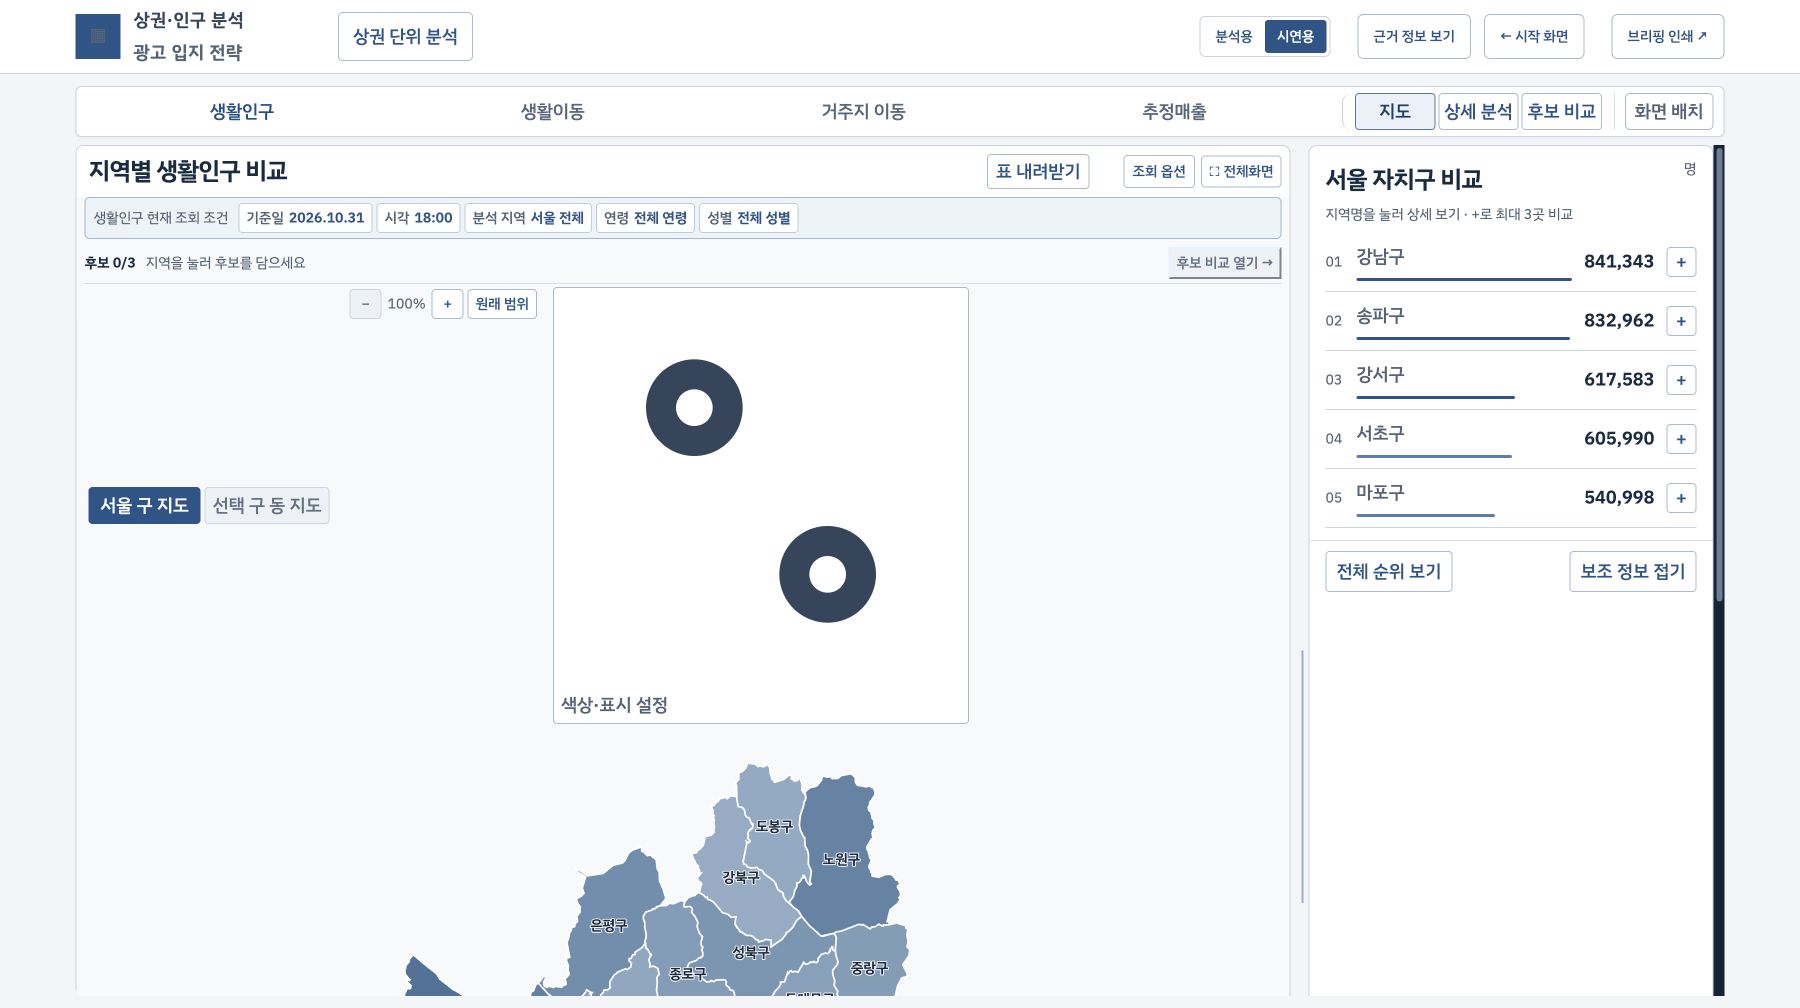 상권·인구 분석
광고 입지 전략
상권 단위 분석
분석용 시연용
근거 정보 보기
← 시작 화면
브리핑 인쇄 ↗
생활인구 생활이동 거주지 이동 추정매출
지도 상세 분석 후보 비교 화면 배치
지역별 생활인구 비교
표 내려받기 조회 옵션 전체화면
생활인구 현재 조회 조건 기준일 2026.10.31 시각 18:00 분석 지역 서울 전체 연령 전체 연령 성별 전체 성별
후보 0/3 지역을 눌러 후보를 담으세요
후보 비교 열기 →
− 100% + 원래 범위
서울 구 지도 선택 구 동 지도
색상·표시 설정
도봉구
노원구
강북구
은평구
성북구
종로구
중랑구
동대문구
서울 자치구 비교
명
지역명을 눌러 상세 보기 · +로 최대 3곳 비교
01 강남구 841,343 +
02 송파구 832,962 +
03 강서구 617,583 +
04 서초구 605,990 +
05 마포구 540,998 +
전체 순위 보기 보조 정보 접기